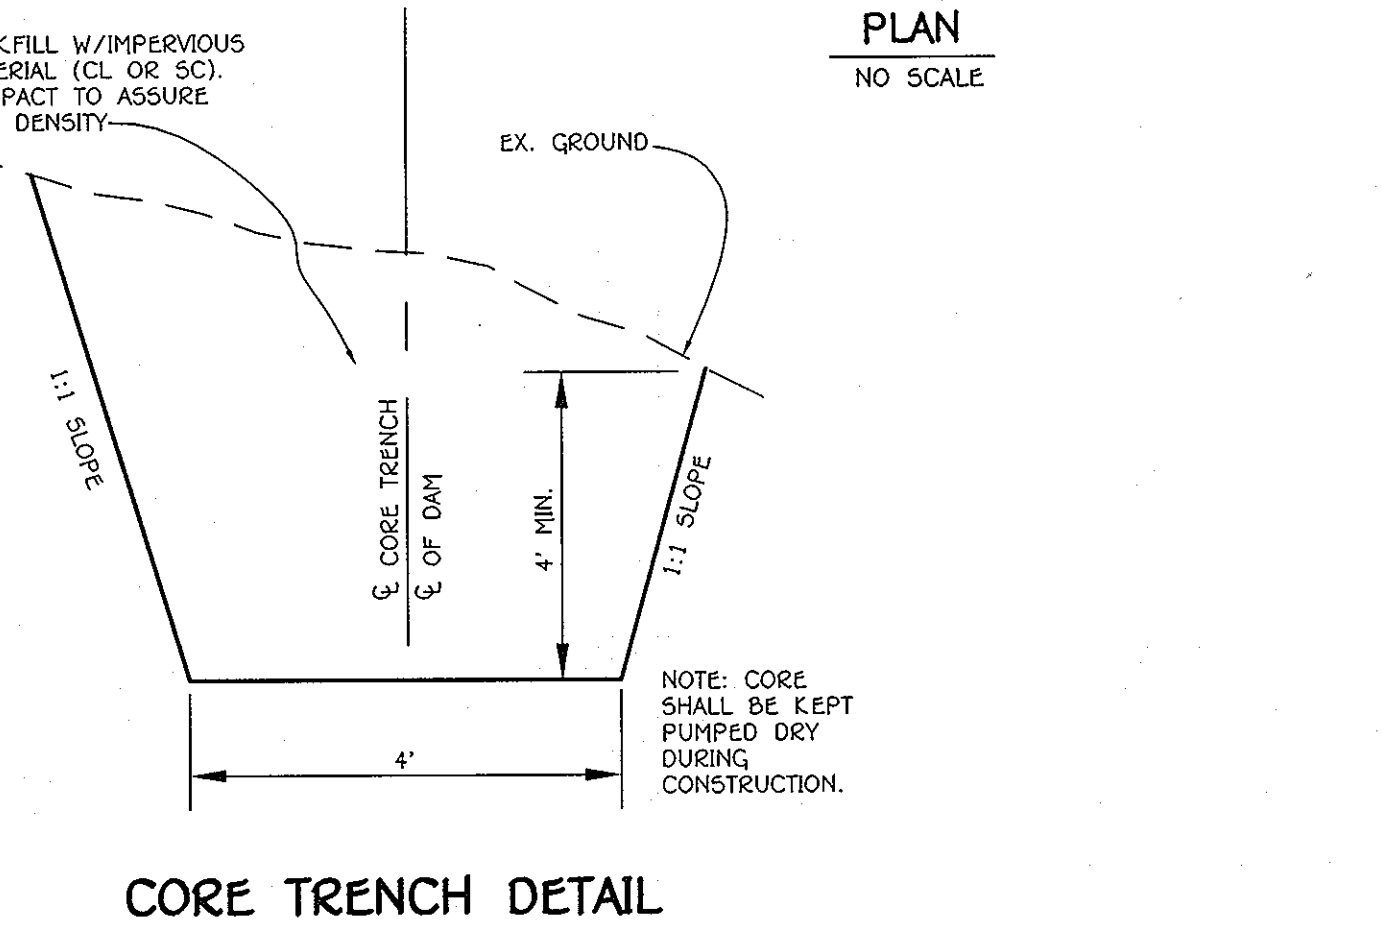 KFILL W/IMPERVIOUS
ERIAL (CL OR SC).
PACT TO ASSURE
DENSITY
PLAN
NO SCALE
EX. GROUND
1:1 SLOPE
℄ CORE TRENCH
℄ OF DAM
4' MIN.
1:1 SLOPE
NOTE: CORE
SHALL BE KEPT
PUMPED DRY
DURING
CONSTRUCTION.
4'
CORE TRENCH DETAIL